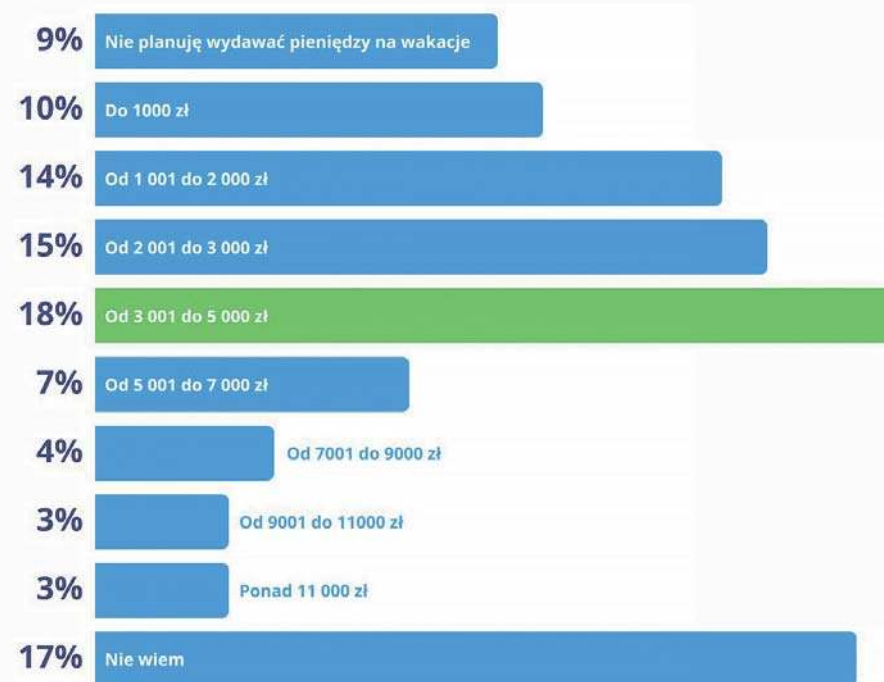 9% Nie planuję wydawać pieniędzy na wakacje
10% Do 1000 zł
14% Od 1 001 do 2 000 zł
15% Od 2 001 do 3 000 zł
18% Od 3 001 do 5 000 zł
7% Od 5 001 do 7 000 zł
4% Od 7001 do 9000 zł
3% Od 9001 do 11000 zł
3% Ponad 11 000 zł
17% Nie wiem